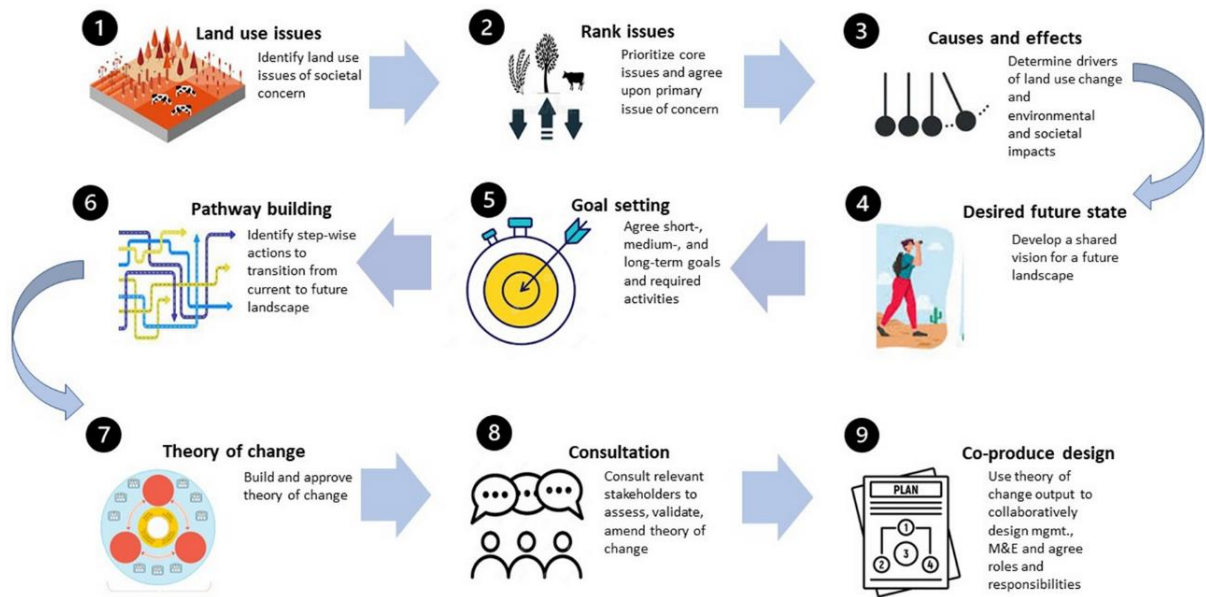 1
Land use issues
Identify land use
issues of societal
concern
2
Rank issues
Prioritize core
issues and agree
upon primary
issue of concern
3
Causes and effects
Determine drivers
of land use change
and
environmental
and societal
impacts
4
Desired future state
Develop a shared
vision for a future
landscape
5
Goal setting
Agree short-,
medium-, and
long-term goals
and required
activities
6
Pathway building
Identify step-wise
actions to
transition from
current to future
landscape
7
Theory of change
Build and approve
theory of change
8
Consultation
Consult relevant
stakeholders to
assess, validate,
amend theory of
change
9
Co-produce design
Use theory of
change output to
collaboratively
design mgmt.,
M&E and agree
roles and
responsibilities
PLAN
1
2 3 4